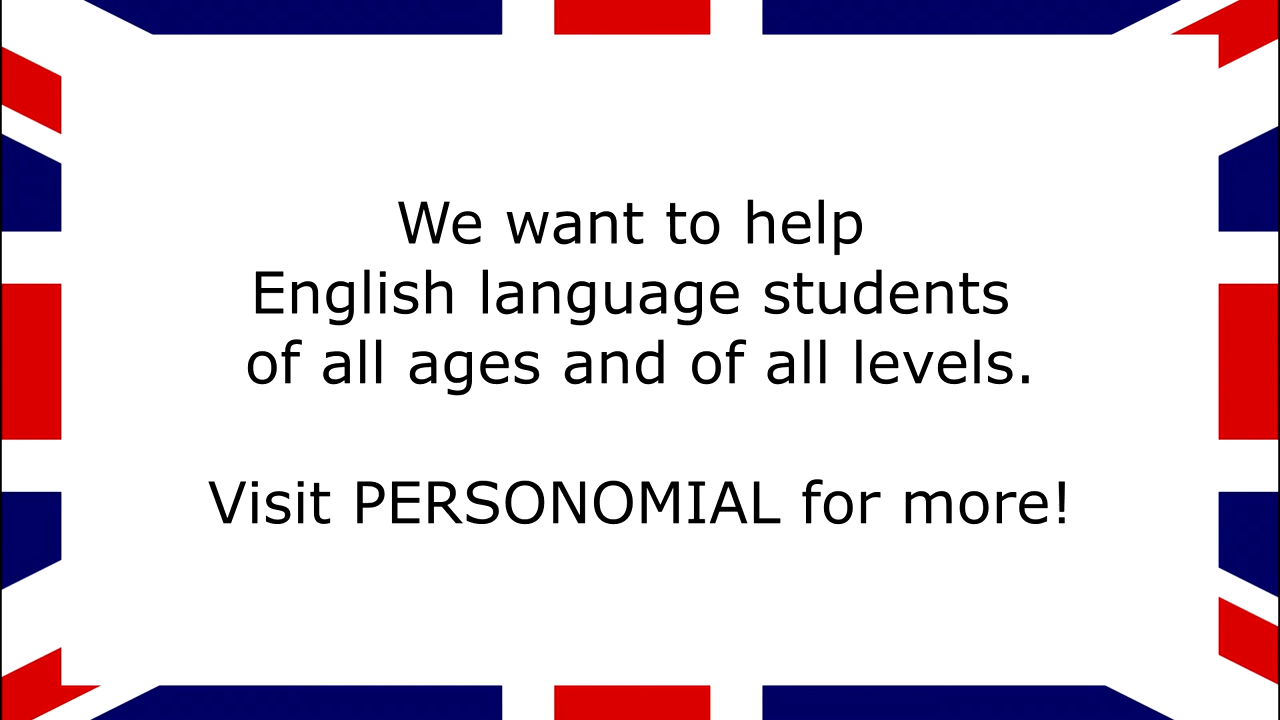 We want to help
English language students
of all ages and of all levels.
Visit PERSONOMIAL for more!